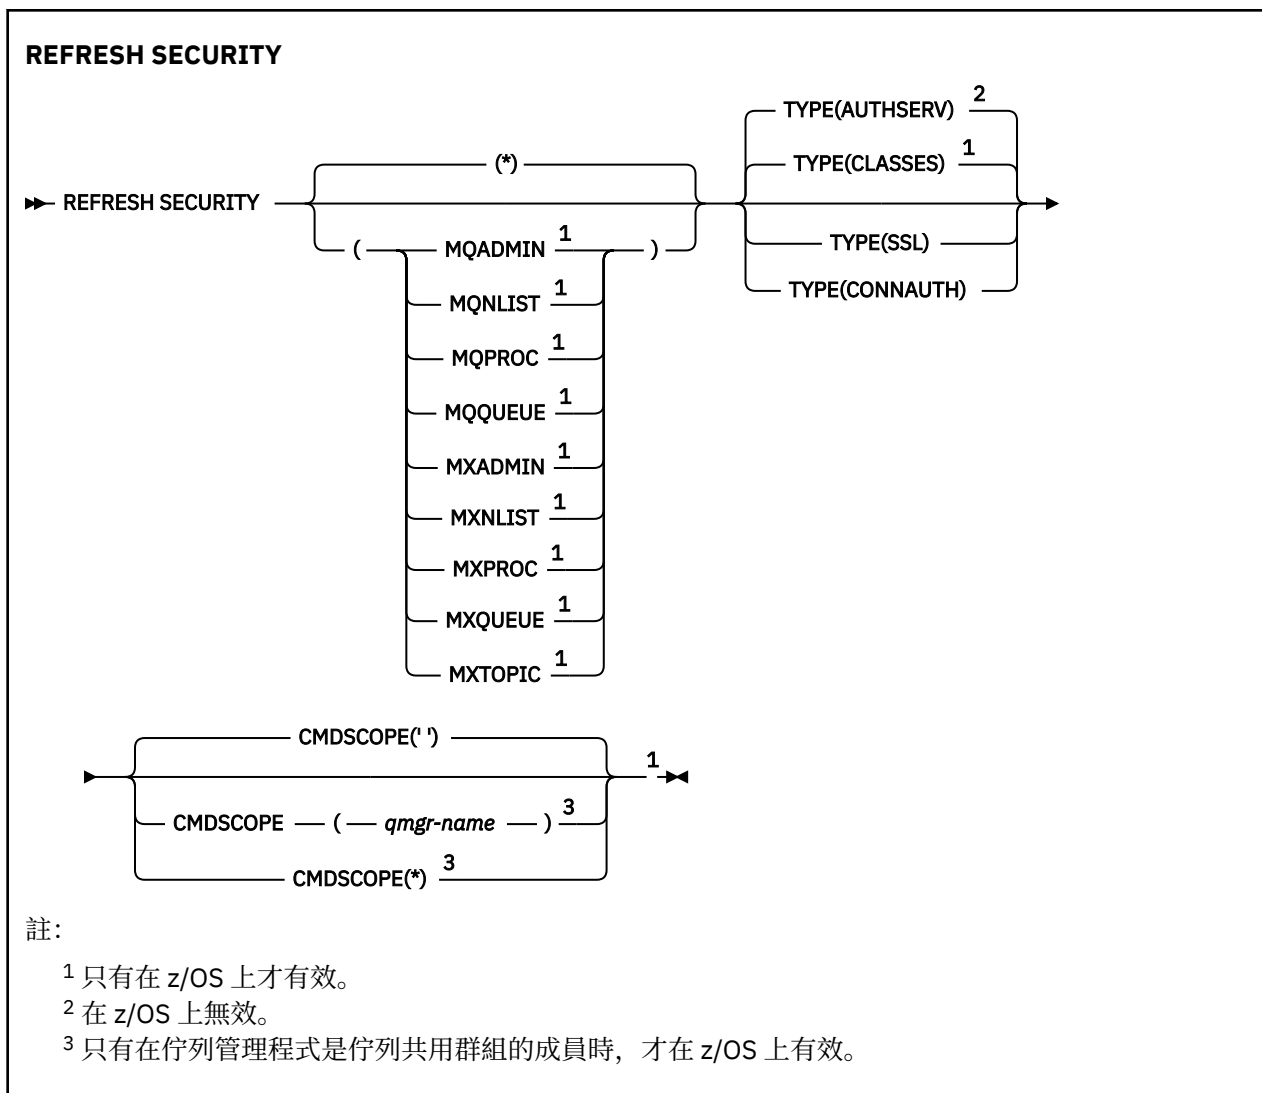 REFRESH SECURITY
TYPE(AUTHSERV) 2
(*) TYPE(CLASSES) 1
REFRESH SECURITY
( MQADMIN 1 ) TYPE(SSL)
MQNLIST 1 TYPE(CONNAUTH)
MQPROC 1
MQQUEUE 1
MXADMIN 1
MXNLIST 1
MXPROC 1
MXQUEUE 1
MXTOPIC 1
CMDSCOPE(' ')
1
CMDSCOPE ( qmgr-name ) 3
CMDSCOPE(*) 3
註：
1 只有在 z/OS 上才有效。
2 在 z/OS 上無效。
3 只有在佇列管理程式是佇列共用群組的成員時，才在 z/OS 上有效。